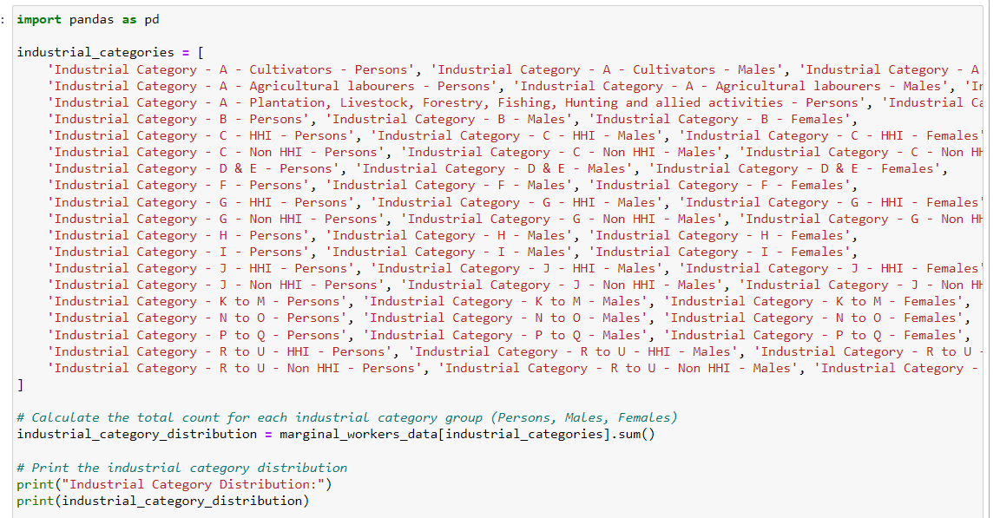 :
import pandas as pd
industrial_categories = [
'Industrial Category - A - Cultivators - Persons', 'Industrial Category - A - Cultivators - Males', 'Industrial Category - A
'Industrial Category - A - Agricultural labourers - Persons', 'Industrial Category - A - Agricultural labourers - Males', 'In
'Industrial Category - A - Plantation, Livestock, Forestry, Fishing, Hunting and allied activities - Persons', 'Industrial Ca
'Industrial Category - B - Persons', 'Industrial Category - B - Males', 'Industrial Category - B - Females',
'Industrial Category - C - HHI - Persons', 'Industrial Category - C - HHI - Males', 'Industrial Category - C - HHI - Females'
'Industrial Category - C - Non HHI - Persons', 'Industrial Category - C - Non HHI - Males', 'Industrial Category - C - Non HH
'Industrial Category - D & E - Persons', 'Industrial Category - D & E - Males', 'Industrial Category - D & E - Females',
'Industrial Category - F - Persons', 'Industrial Category - F - Males', 'Industrial Category - F - Females',
'Industrial Category - G - HHI - Persons', 'Industrial Category - G - HHI - Males', 'Industrial Category - G - HHI - Females'
'Industrial Category - G - Non HHI - Persons', 'Industrial Category - G - Non HHI - Males', 'Industrial Category - G - Non HH
'Industrial Category - H - Persons', 'Industrial Category - H - Males', 'Industrial Category - H - Females',
'Industrial Category - I - Persons', 'Industrial Category - I - Males', 'Industrial Category - I - Females',
'Industrial Category - J - HHI - Persons', 'Industrial Category - J - HHI - Males', 'Industrial Category - J - HHI - Females'
'Industrial Category - J - Non HHI - Persons', 'Industrial Category - J - Non HHI - Males', 'Industrial Category - J - Non HH
'Industrial Category - K to M - Persons', 'Industrial Category - K to M - Males', 'Industrial Category - K to M - Females',
'Industrial Category - N to O - Persons', 'Industrial Category - N to O - Males', 'Industrial Category - N to O - Females',
'Industrial Category - P to Q - Persons', 'Industrial Category - P to Q - Males', 'Industrial Category - P to Q - Females',
'Industrial Category - R to U - HHI - Persons', 'Industrial Category - R to U - HHI - Males', 'Industrial Category - R to U -
'Industrial Category - R to U - Non HHI - Persons', 'Industrial Category - R to U - Non HHI - Males', 'Industrial Category -
]
# Calculate the total count for each industrial category group (Persons, Males, Females)
industrial_category_distribution = marginal_workers_data[industrial_categories].sum()
# Print the industrial category distribution
print("Industrial Category Distribution:")
print(industrial_category_distribution)